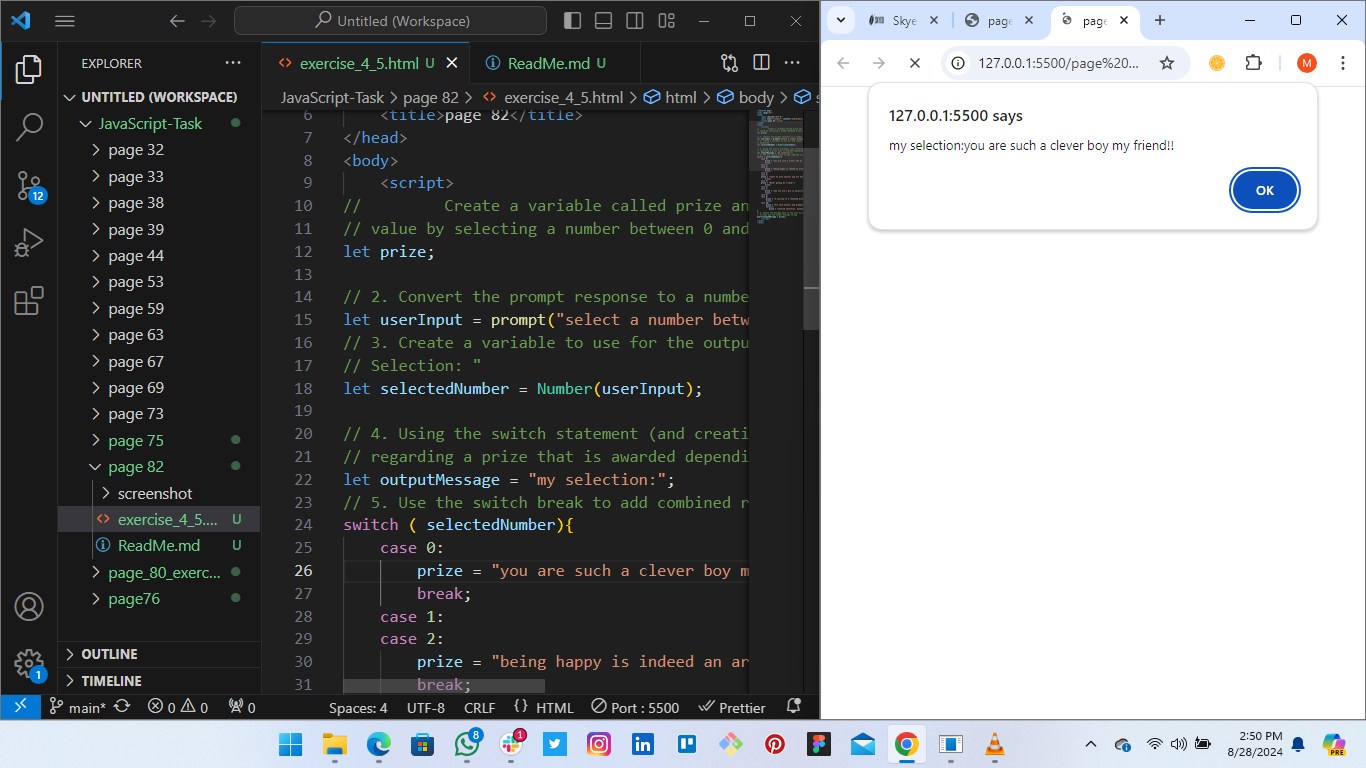 Untitled (Workspace)
EXPLORER
UNTITLED (WORKSPACE)
JavaScript-Task
page 32
page 33
page 38
page 39
page 44
page 53
page 59
page 63
page 67
page 69
page 73
page 75
page 82
screenshot
exercise_4_5.... U
ReadMe.md U
page_80_exerc...
page76
OUTLINE
TIMELINE
12
1
exercise_4_5.html U
ReadMe.md U
JavaScript-Task > page 82 > exercise_4_5.html > html > body >
6 <title>page 82</title>
7 </head>
8 <body>
9 <script>
10 // Create a variable called prize an
11 // value by selecting a number between 0 and
12 let prize;
13
14 // 2. Convert the prompt response to a numbe
15 let userInput = prompt("select a number betw
16 // 3. Create a variable to use for the outpu
17 // Selection: "
18 let selectedNumber = Number(userInput);
19
20 // 4. Using the switch statement (and creati
21 // regarding a prize that is awarded dependi
22 let outputMessage = "my selection:";
23 // 5. Use the switch break to add combined r
24 switch ( selectedNumber){
25 case 0:
26 prize = "you are such a clever boy m
27 break;
28 case 1:
29 case 2:
30 prize = "being happy is indeed an ar
31 break;
main* 0 0 0 Spaces: 4 UTF-8 CRLF {} HTML Port : 5500 Prettier
Skye
page
page
127.0.0.1:5500/page%20...
M
127.0.0.1:5500 says
my selection:you are such a clever boy my friend!!
OK
8
1
2:50 PM
8/28/2024
PRE